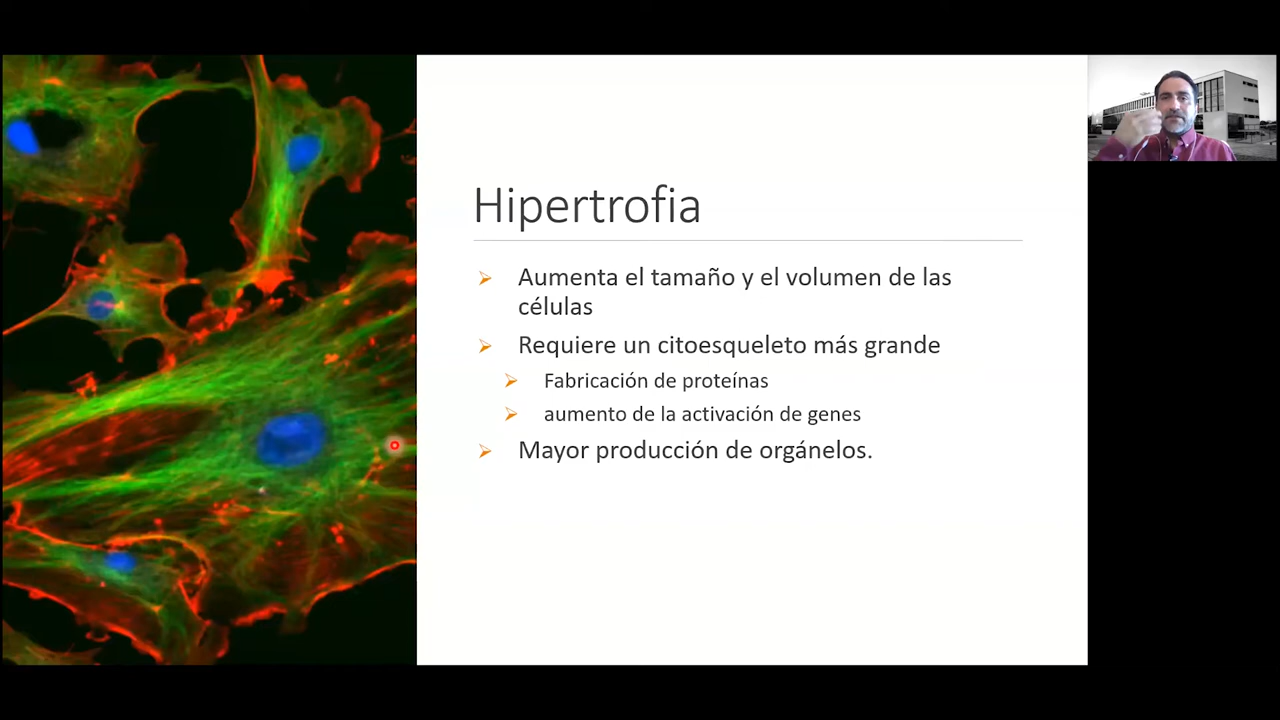 Hipertrofia
Aumenta el tamaño y el volumen de las
células
Requiere un citoesqueleto más grande
Fabricación de proteínas
aumento de la activación de genes
Mayor producción de orgánelos.